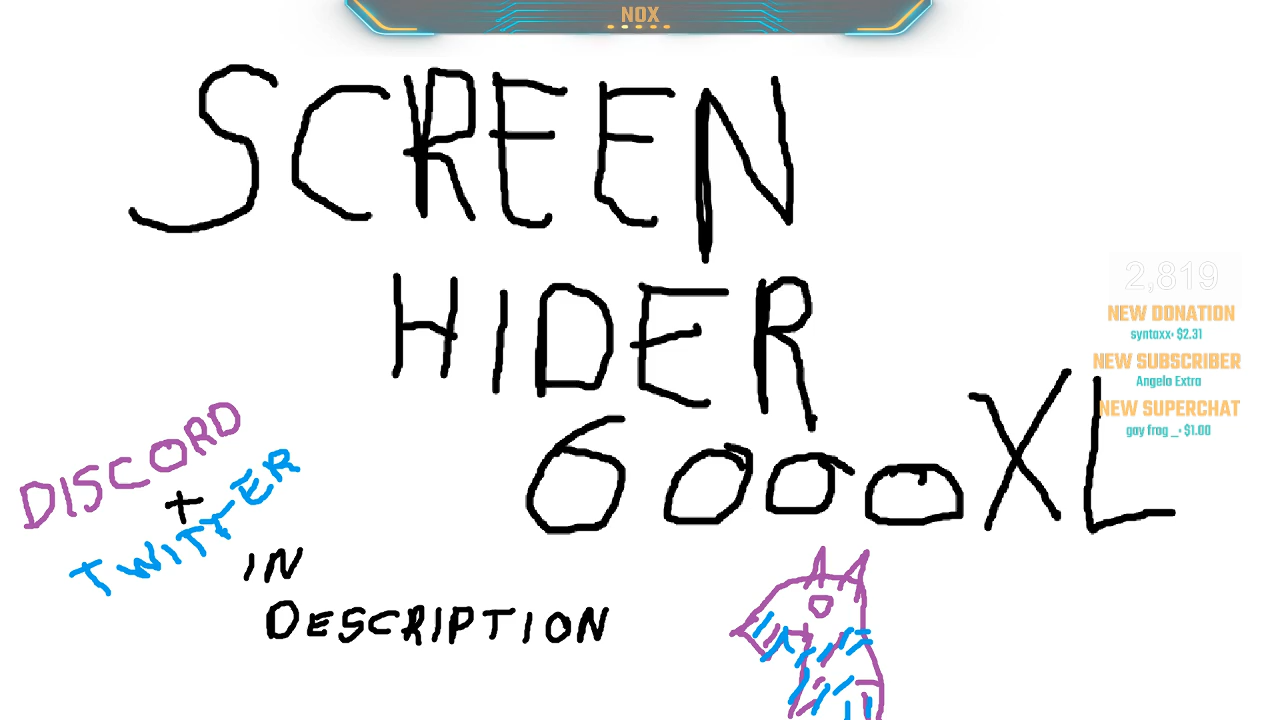 NOX
SCREEN
HIDER
6000XL
2,819
NEW DONATION
syntaxx· $2.31
NEW SUBSCRIBER
Angelo Extra
NEW SUPERCHAT
gay frog _· $1.00
DISCORD
+
TWITTER
IN
DESCRIPTION